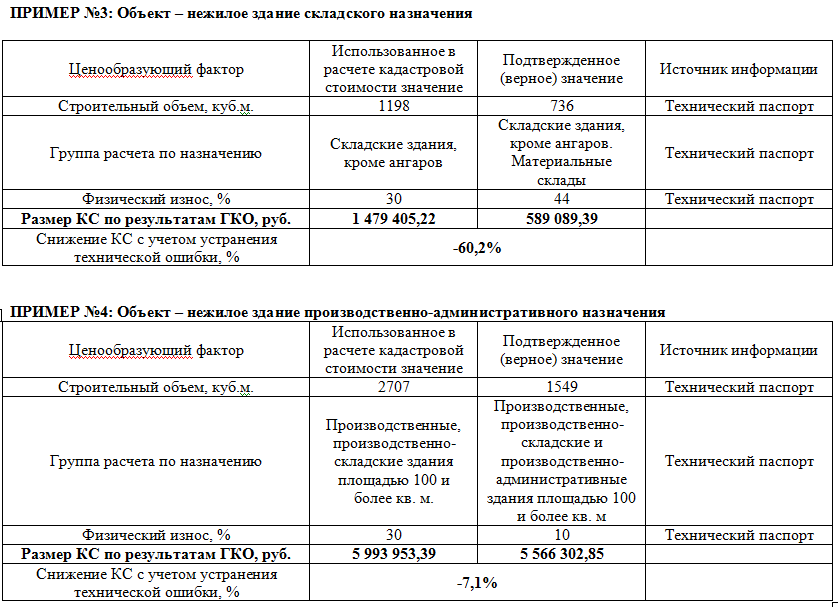 ПРИМЕР №3: Объект – нежилое здание складского назначения
Ценообразующий фактор
Использованное в
расчете кадастровой
стоимости значение
Подтвержденное
(верное) значение
Источник информации
Строительный объем, куб.м.
1198
736
Технический паспорт
Группа расчета по назначению
Складские здания,
кроме ангаров
Складские здания,
кроме ангаров.
Материальные
склады
Технический паспорт
Физический износ, %
30
44
Технический паспорт
Размер КС по результатам ГКО, руб.
1 479 405,22
589 089,39
Снижение КС с учетом устранения
технической ошибки, %
-60,2%
ПРИМЕР №4: Объект – нежилое здание производственно-административного назначения
Ценообразующий фактор
Использованное в
расчете кадастровой
стоимости значение
Подтвержденное
(верное) значение
Источник информации
Строительный объем, куб.м.
2707
1549
Технический паспорт
Группа расчета по назначению
Производственные,
производственно-
складские здания
площадью 100 и
более кв. м.
Производственные,
производственно-
складские и
производственно-
административные
здания площадью 100
и более кв. м
Технический паспорт
Физический износ, %
30
10
Технический паспорт
Размер КС по результатам ГКО, руб.
5 993 953,39
5 566 302,85
Снижение КС с учетом устранения
технической ошибки, %
-7,1%